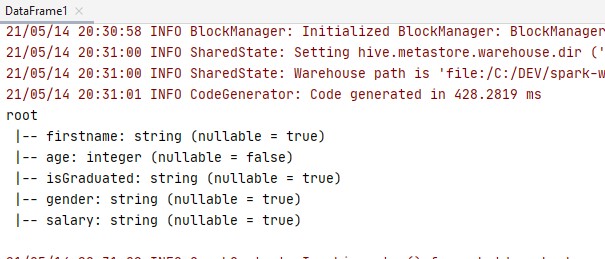 DataFrame1
21/05/14 20:30:58 INFO BlockManager: Initialized BlockManager: BlockManager
21/05/14 20:31:00 INFO SharedState: Setting hive.metastore.warehouse.dir ('
21/05/14 20:31:00 INFO SharedState: Warehouse path is 'file:/C:/DEV/spark-w
21/05/14 20:31:01 INFO CodeGenerator: Code generated in 428.2819 ms
root
 |-- firstname: string (nullable = true)
 |-- age: integer (nullable = false)
 |-- isGraduated: string (nullable = true)
 |-- gender: string (nullable = true)
 |-- salary: string (nullable = true)